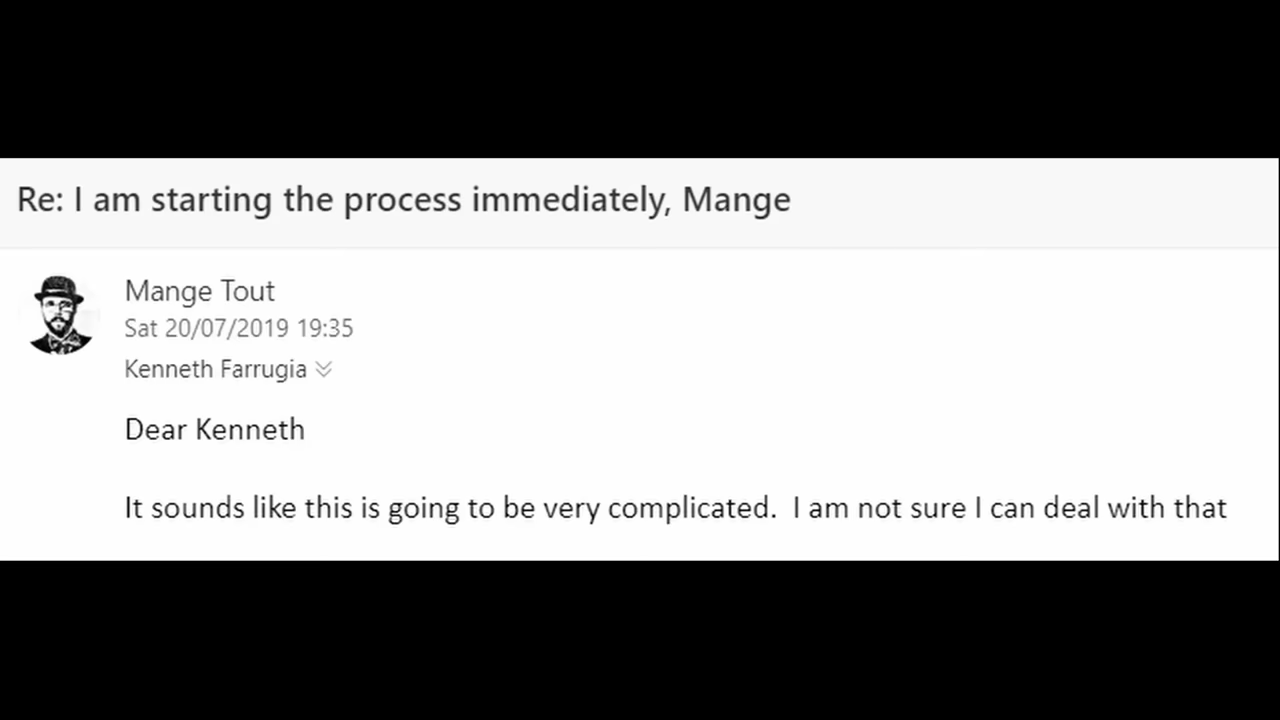 Re: I am starting the process immediately, Mange
Mange Tout
Sat 20/07/2019 19:35
Kenneth Farrugia
Dear Kenneth
It sounds like this is going to be very complicated.  I am not sure I can deal with that